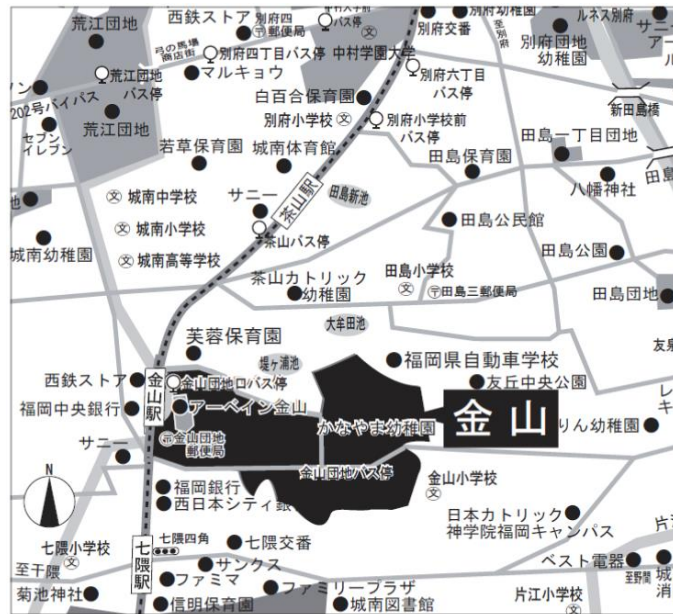 荒江団地
西鉄ストア
別府四
郵便局
バス停
別府交番
別府幼稚園
至別府
ルネス別府
サニー
弓の馬場
商店街
別府四丁目バス停
中村学園大学
別府団地
幼稚園
荒江団地
バス停
マルキョウ
別府六丁目
バス停
202号バイパス
白百合保育園
新田島橋
荒江団地
別府小学校
別府小学校前
バス停
セブン
イレブン
若草保育園
城南体育館
田島一丁目団地
田島保育園
茶山駅
田島新池
八幡神社
田島
城南中学校
サニー
城南小学校
田島公民館
茶山バス停
城南幼稚園
城南高等学校
田島公園
茶山カトリック
幼稚園
田島小学校
田島三郵便局
田島団地
大牟田池
芙蓉保育園
友泉
堤ヶ浦池
福岡県自動車学校
西鉄ストア
金山団地口バス停
友丘中央公園
金山駅
福岡中央銀行
アーベイン金山
かなやま幼稚園
金山
りん幼稚園
サニー
金山団地
郵便局
金山団地バス停
金山小学校
N
福岡銀行
西日本シティ銀
日本カトリック
神学院福岡キャンパス
七隈小学校
七隈四角
七隈交番
七隈駅
至干隈
サンクス
ベスト電器
至野間
菊池神社
ファミマ
ファミリープラザ
信明保育園
城南図書館
片江小学校